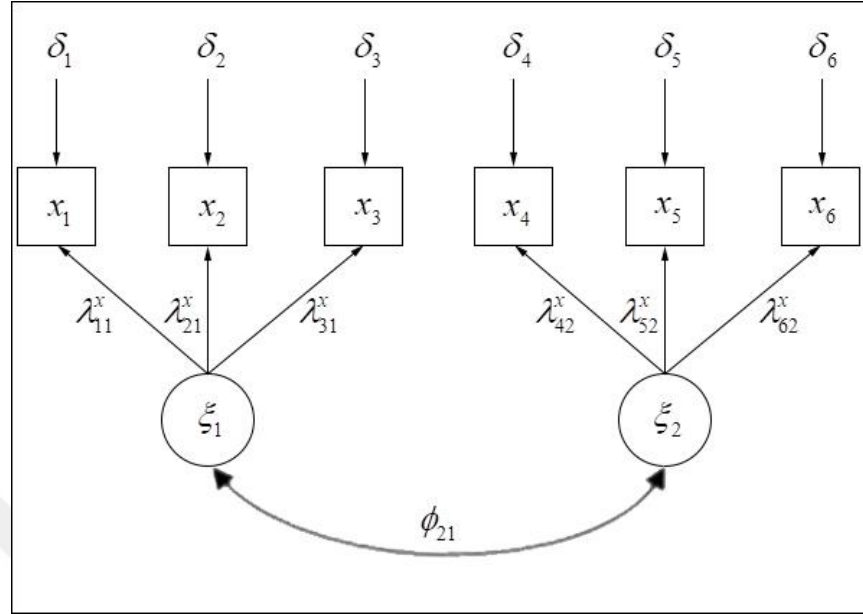 δ₁ δ₂ δ₃ δ₄ δ₅ δ₆
x₁ x₂ x₃ x₄ x₅ x₆
λ₁₁ˣ λ₂₁ˣ λ₃₁ˣ λ₄₂ˣ λ₅₂ˣ λ₆₂ˣ
ξ₁ ξ₂
ϕ₂₁